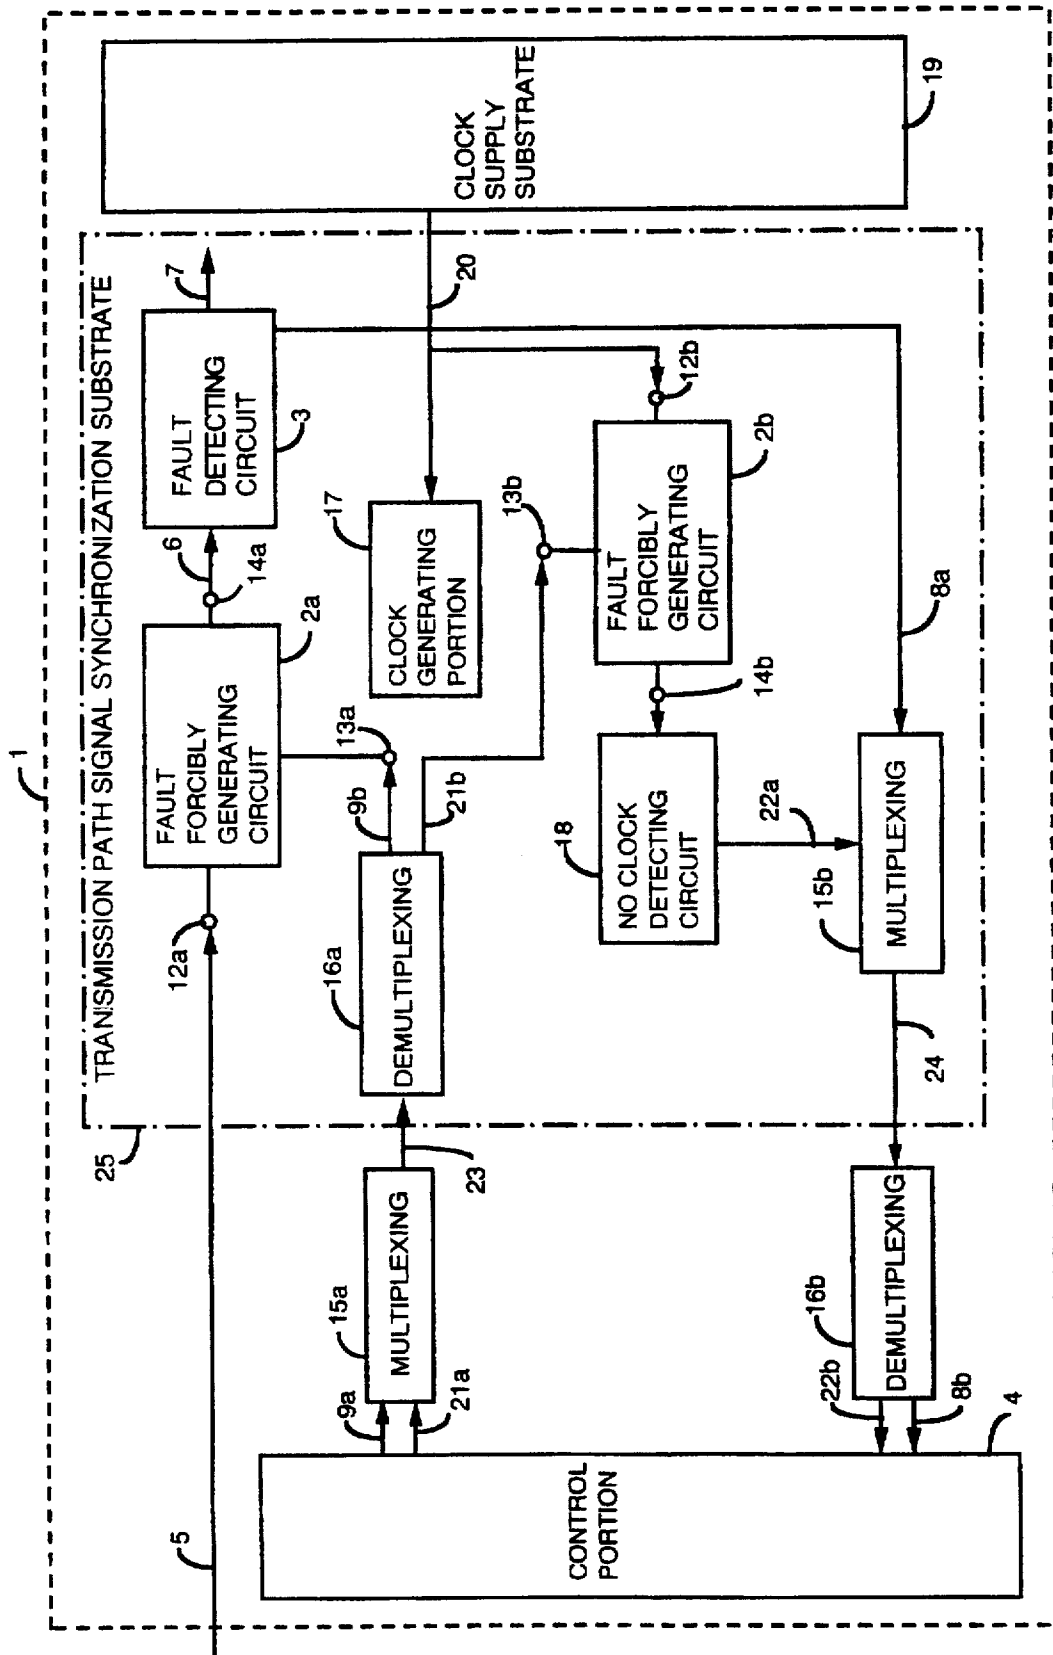 1
TRANSMISSION PATH SIGNAL SYNCHRONIZATION SUBSTRATE
25
5
12a
FAULT
FORCIBLY
GENERATING
CIRCUIT
2a
14a
6
FAULT
DETECTING
CIRCUIT
3
7
CLOCK
SUPPLY
SUBSTRATE
19
20
CONTROL
PORTION
4
9a
21a
15a
MULTIPLEXING
23
16a
DEMULTIPLEXING
9b
21b
13a
17
CLOCK
GENERATING
PORTION
13b
12b
FAULT
FORCIBLY
GENERATING
CIRCUIT
2b
14b
18
NO CLOCK
DETECTING
CIRCUIT
22a
8a
15b
MULTIPLEXING
24
16b
DEMULTIPLEXING
22b
8b